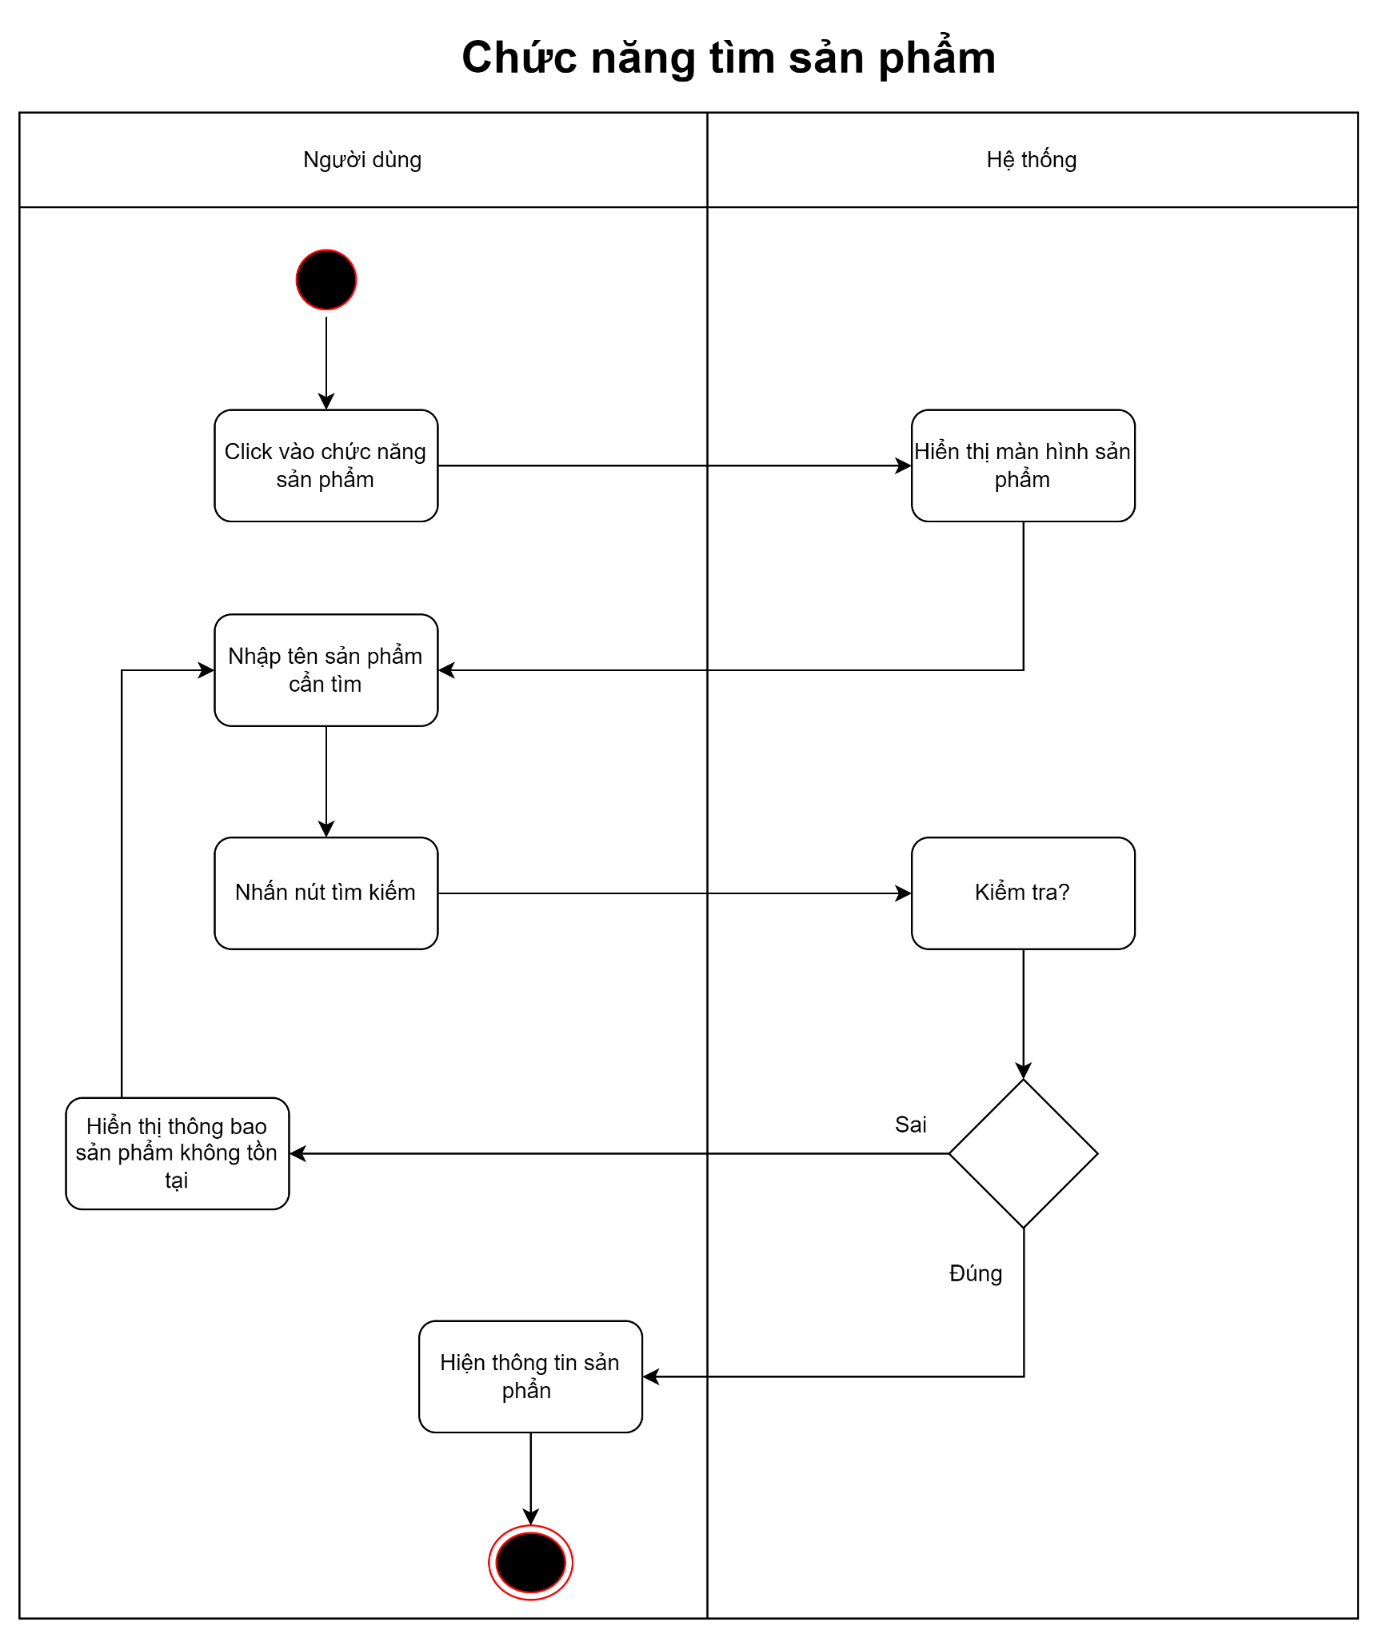 Chức năng tìm sản phẩm
Người dùng
Hệ thống
Click vào chức năng
sản phẩm
Hiển thị màn hình sản
phẩm
Nhập tên sản phẩm
cần tìm
Nhấn nút tìm kiếm
Kiểm tra?
Sai
Hiển thị thông bao
sản phẩm không tồn
tại
Đúng
Hiện thông tin sản
phẩn